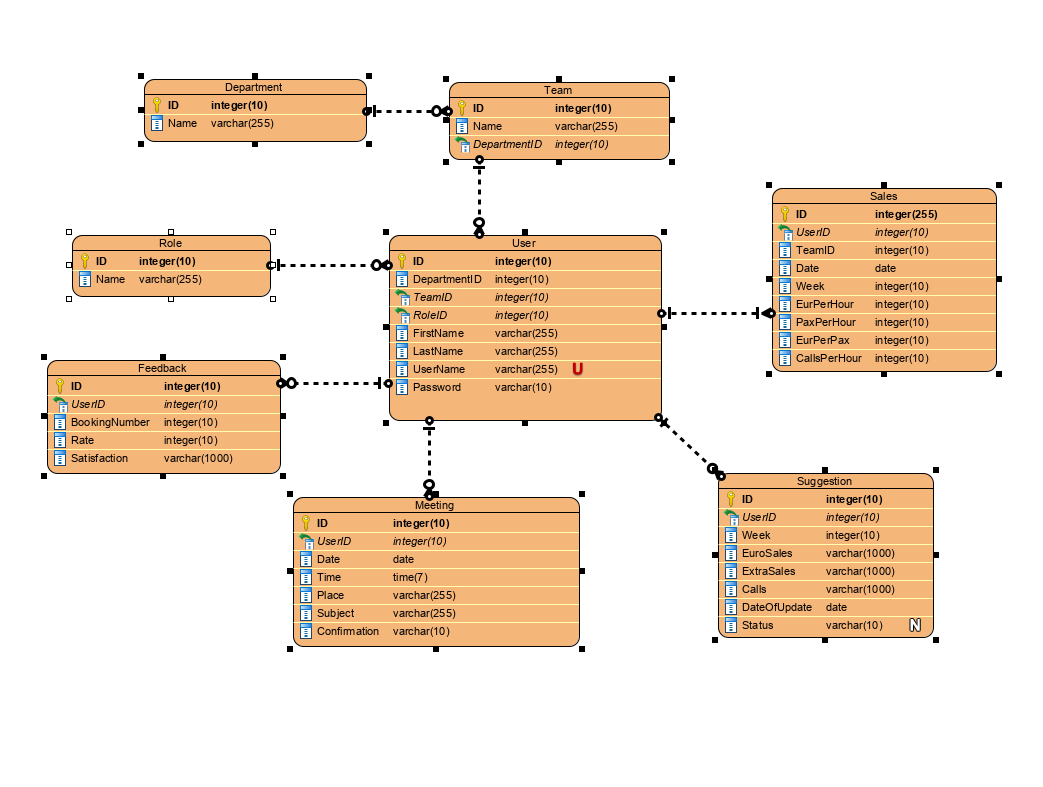 Department
ID integer(10)
Name varchar(255)
Team
ID integer(10)
Name varchar(255)
DepartmentID integer(10)
Sales
ID integer(255)
UserID integer(10)
TeamID integer(10)
Date date
Week integer(10)
EurPerHour integer(10)
PaxPerHour integer(10)
EurPerPax integer(10)
CallsPerHour integer(10)
Role
ID integer(10)
Name varchar(255)
User
ID integer(10)
DepartmentID integer(10)
TeamID integer(10)
RoleID integer(10)
FirstName varchar(255)
LastName varchar(255)
UserName varchar(255) U
Password varchar(10)
Feedback
ID integer(10)
UserID integer(10)
BookingNumber integer(10)
Rate integer(10)
Satisfaction varchar(1000)
Meeting
ID integer(10)
UserID integer(10)
Date date
Time time(7)
Place varchar(255)
Subject varchar(255)
Confirmation varchar(10)
Suggestion
ID integer(10)
UserID integer(10)
Week integer(10)
EuroSales varchar(1000)
ExtraSales varchar(1000)
Calls varchar(1000)
DateOfUpdate date
Status varchar(10) N